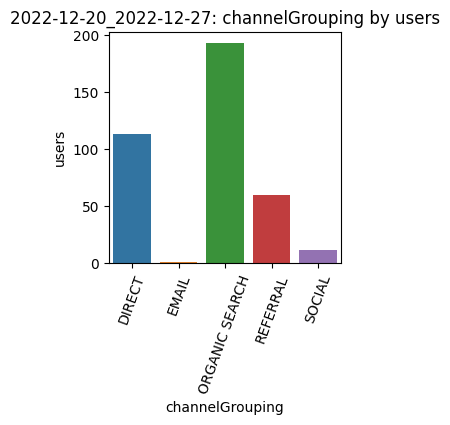 2022-12-20_2022-12-27: channelGrouping by users
200
150
100
50
0
users
DIRECT
EMAIL
ORGANIC SEARCH
REFERRAL
SOCIAL
channelGrouping